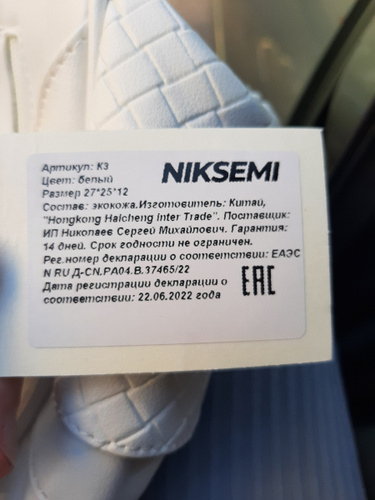 Артикул: К3
Цвет: белый
NIKSEMI
Размер 27*25*12
Состав: экокожа.Изготовитель: Китай,
"Hongkong Haicheng Inter Trade". Поставщик:
ИП Николаев Сергей Михайлович. Гарантия:
14 дней. Срок годности не ограничен.
Рег.номер декларации о соответствии: ЕАЭС
N RU Д-CN.РА04.В.37465/22
Дата регистрации декларации о
соответствии: 22.06.2022 года
EAC